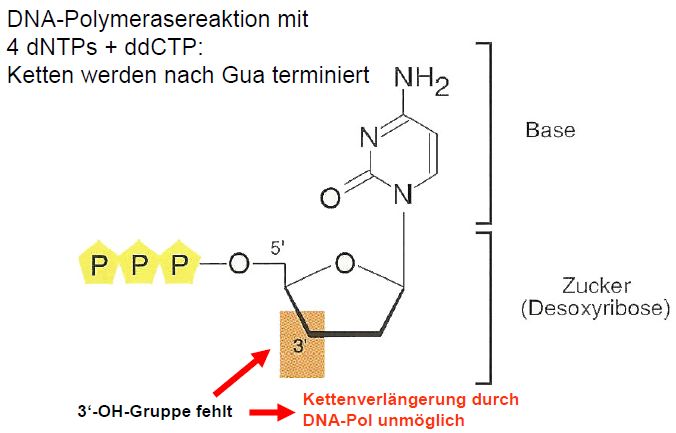 DNA-Polymerasereaktion mit
4 dNTPs + ddCTP:
Ketten werden nach Gua terminiert
NH2
N
O
N
Base
P P P O
5'
O
Zucker
(Desoxyribose)
3'
3'-OH-Gruppe fehlt
Kettenverlängerung durch
DNA-Pol unmöglich